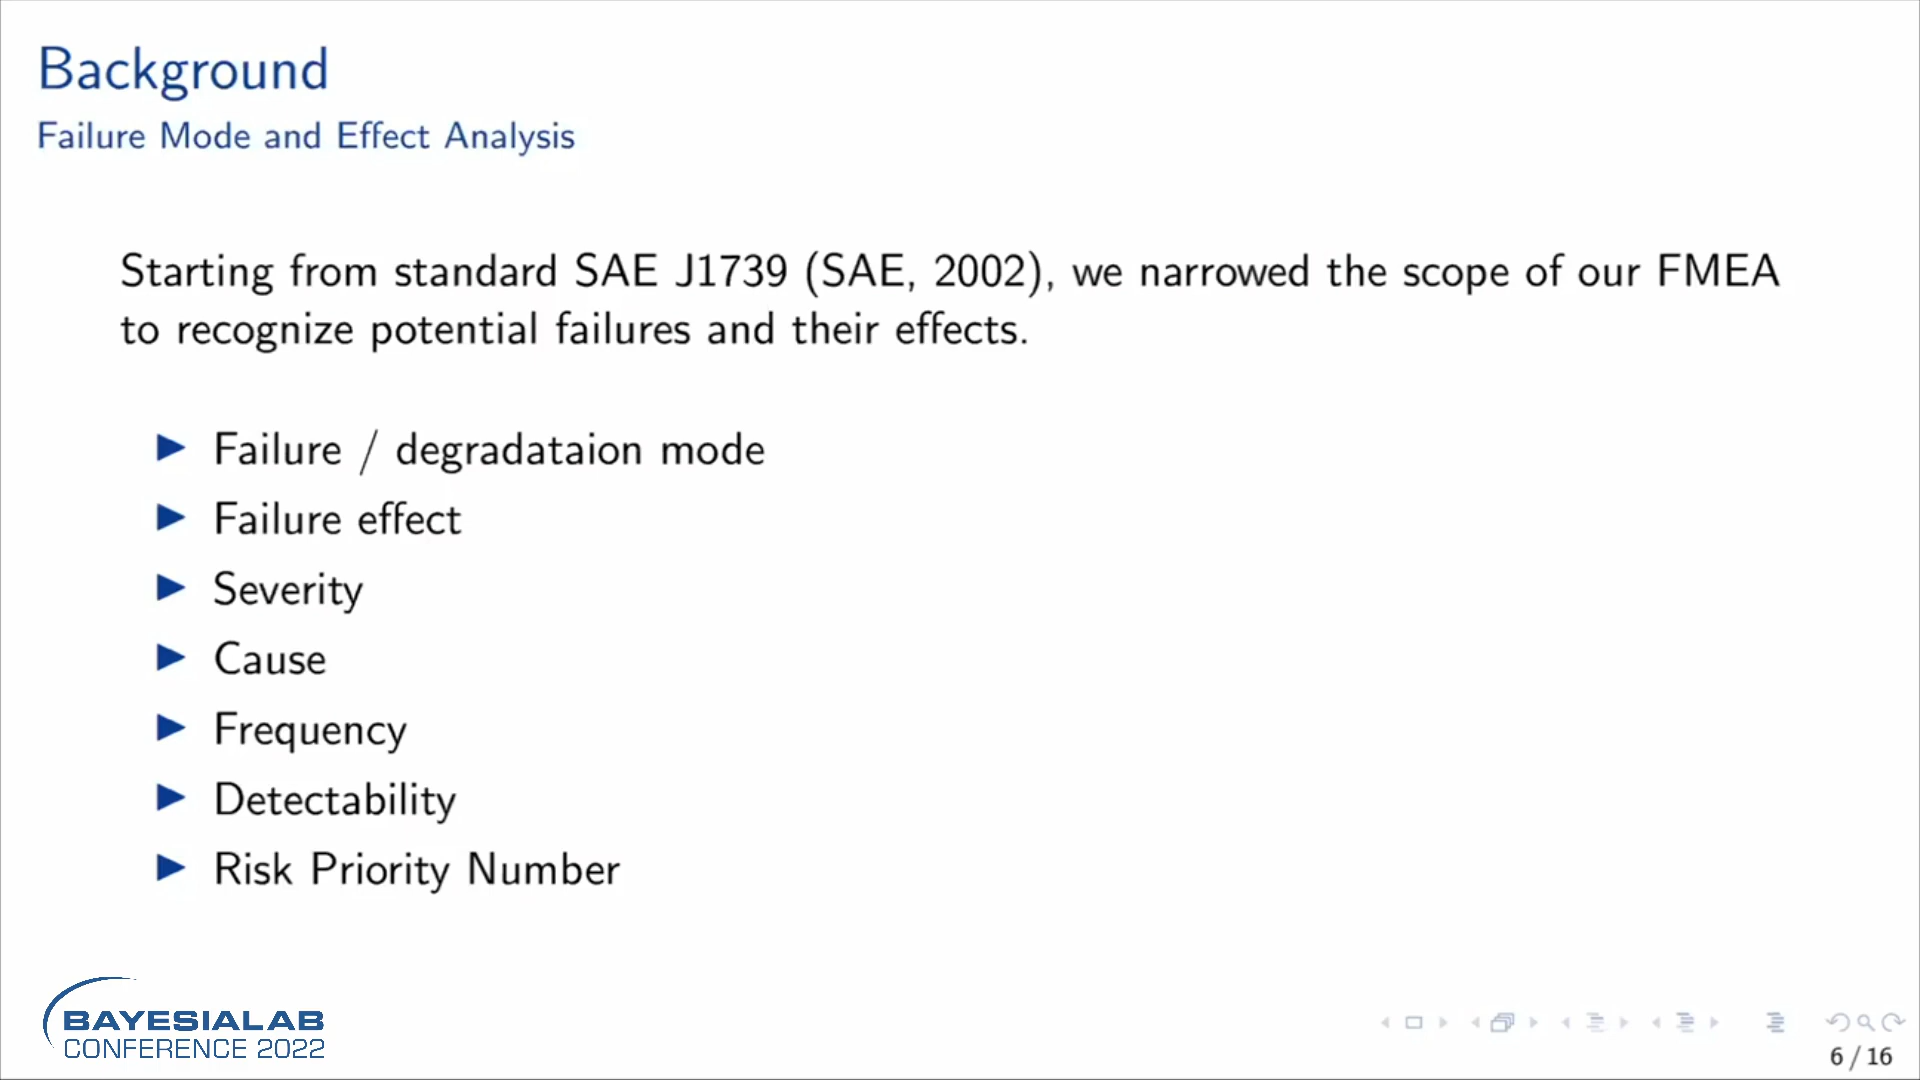 Background
Failure Mode and Effect Analysis
Starting from standard SAE J1739 (SAE, 2002), we narrowed the scope of our FMEA
to recognize potential failures and their effects.
Failure / degradataion mode
Failure effect
Severity
Cause
Frequency
Detectability
Risk Priority Number
BAYESIALAB
CONFERENCE 2022
6 / 16